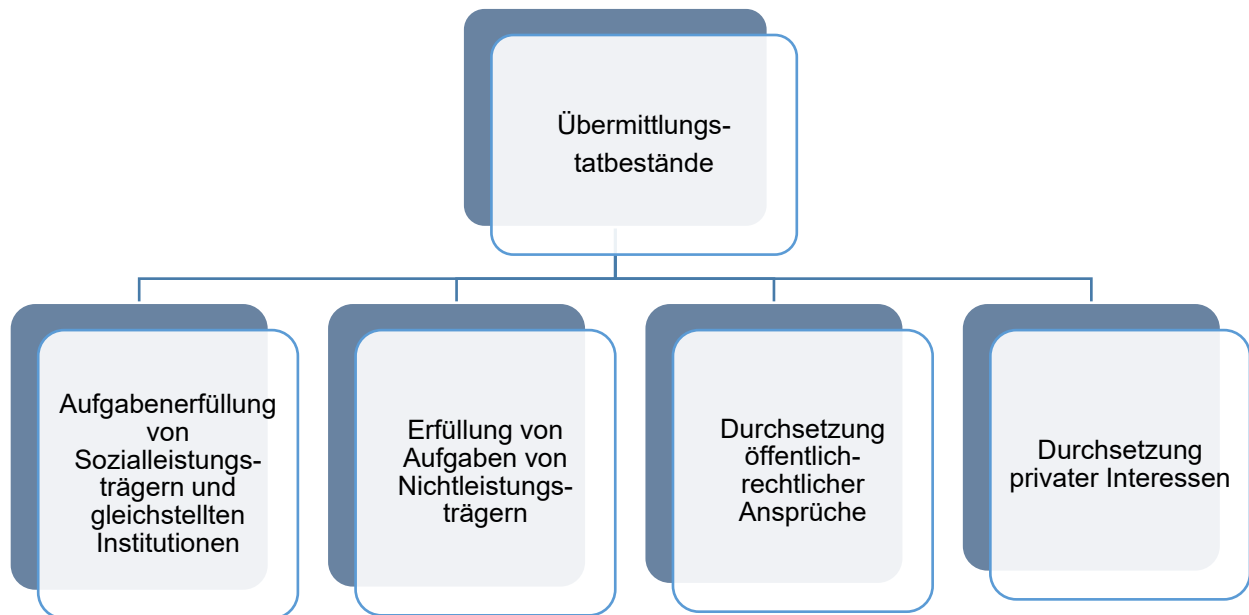 Übermittlungs-
tatbestände
Aufgabenerfüllung
von
Sozialleistungs-
trägern und
gleichstellten
Institutionen
Erfüllung von
Aufgaben von
Nichtleistungs-
trägern
Durchsetzung
öffentlich-
rechtlicher
Ansprüche
Durchsetzung
privater Interessen